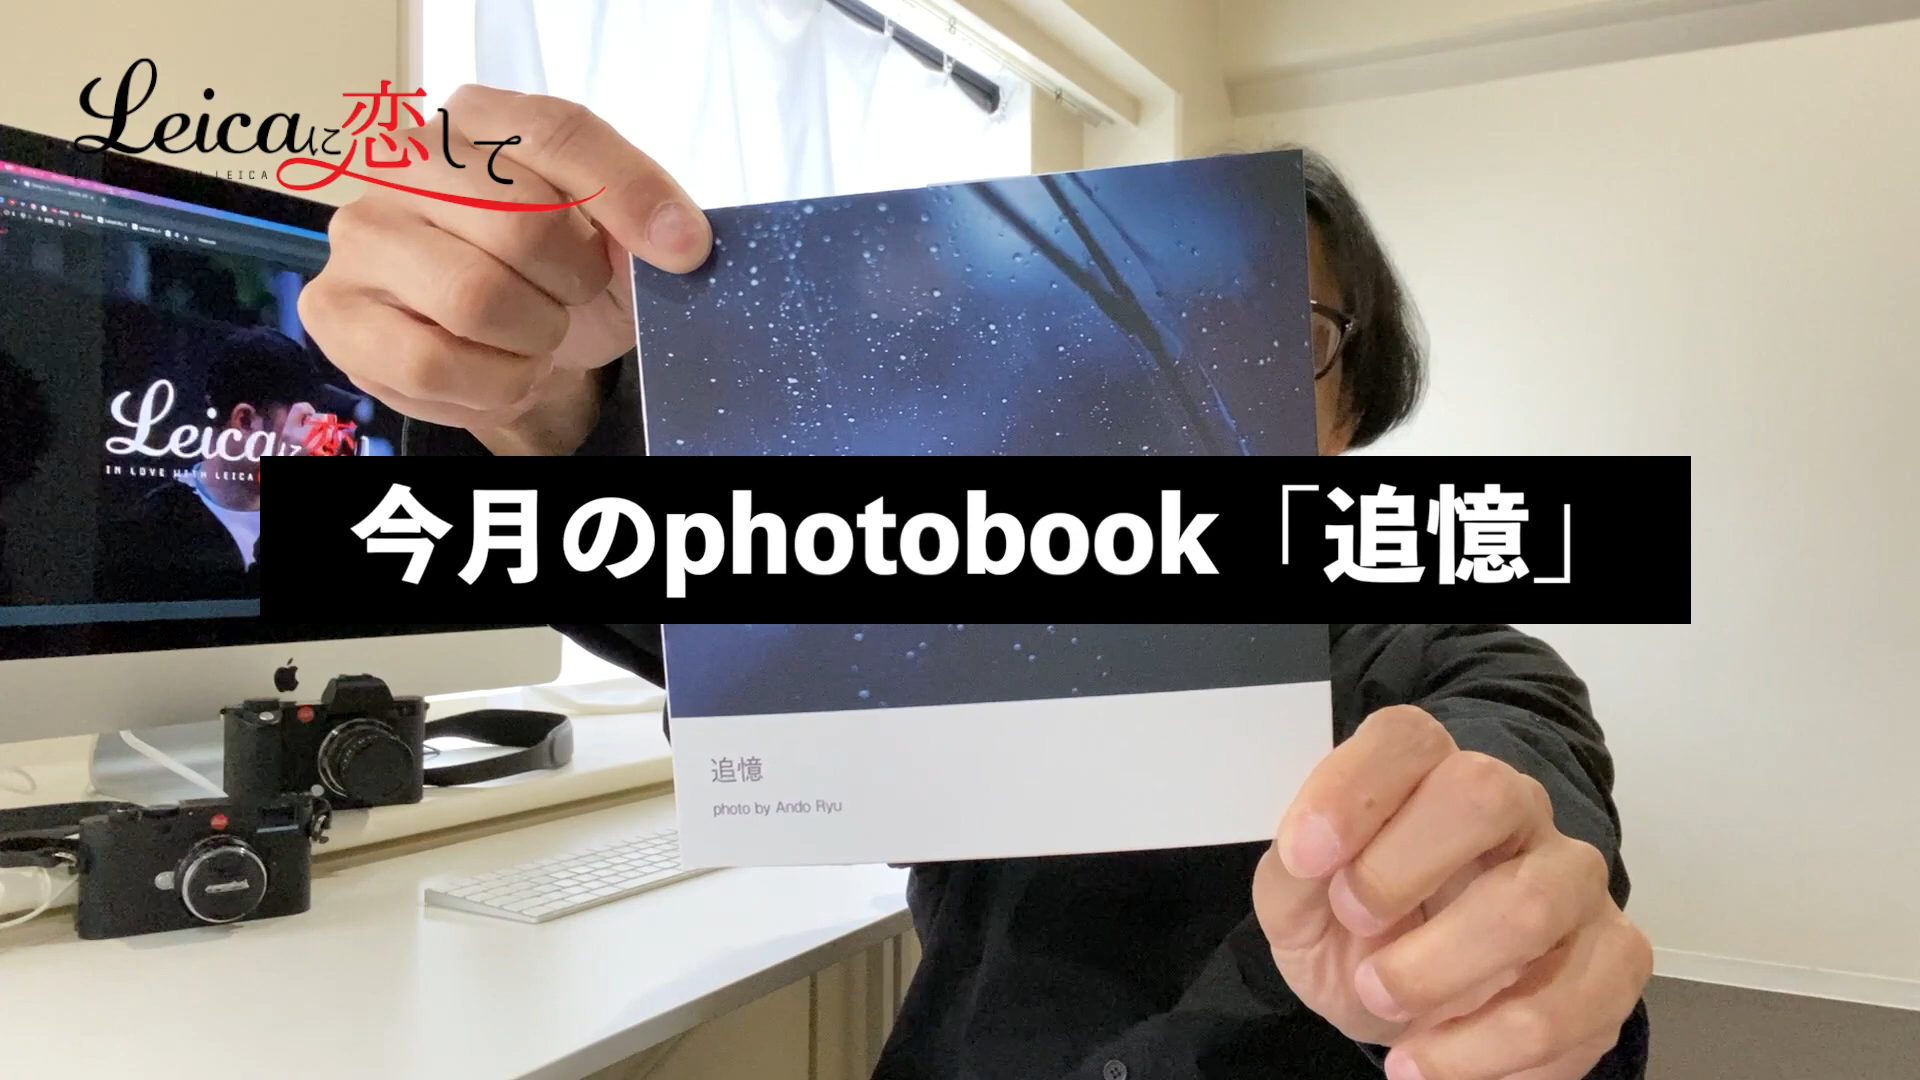 Leicaに恋して
LEICA
Leicaに恋
IN LOVE WITH LEICA
今月のphotobook「追憶」
追憶
photo by Ando Ryu